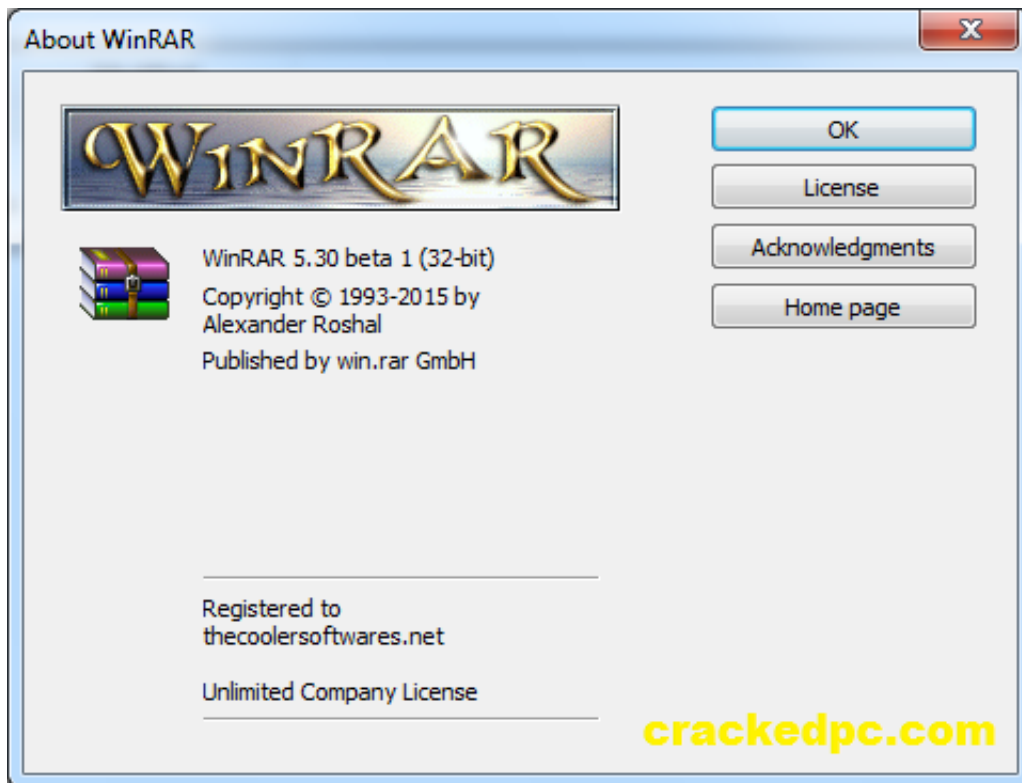 About WinRAR
WinRAR
OK
License
Acknowledgments
Home page
WinRAR 5.30 beta 1 (32-bit)
Copyright © 1993-2015 by
Alexander Roshal
Published by win.rar GmbH
Registered to
thecoolersoftwares.net
Unlimited Company License
crackedpc.com